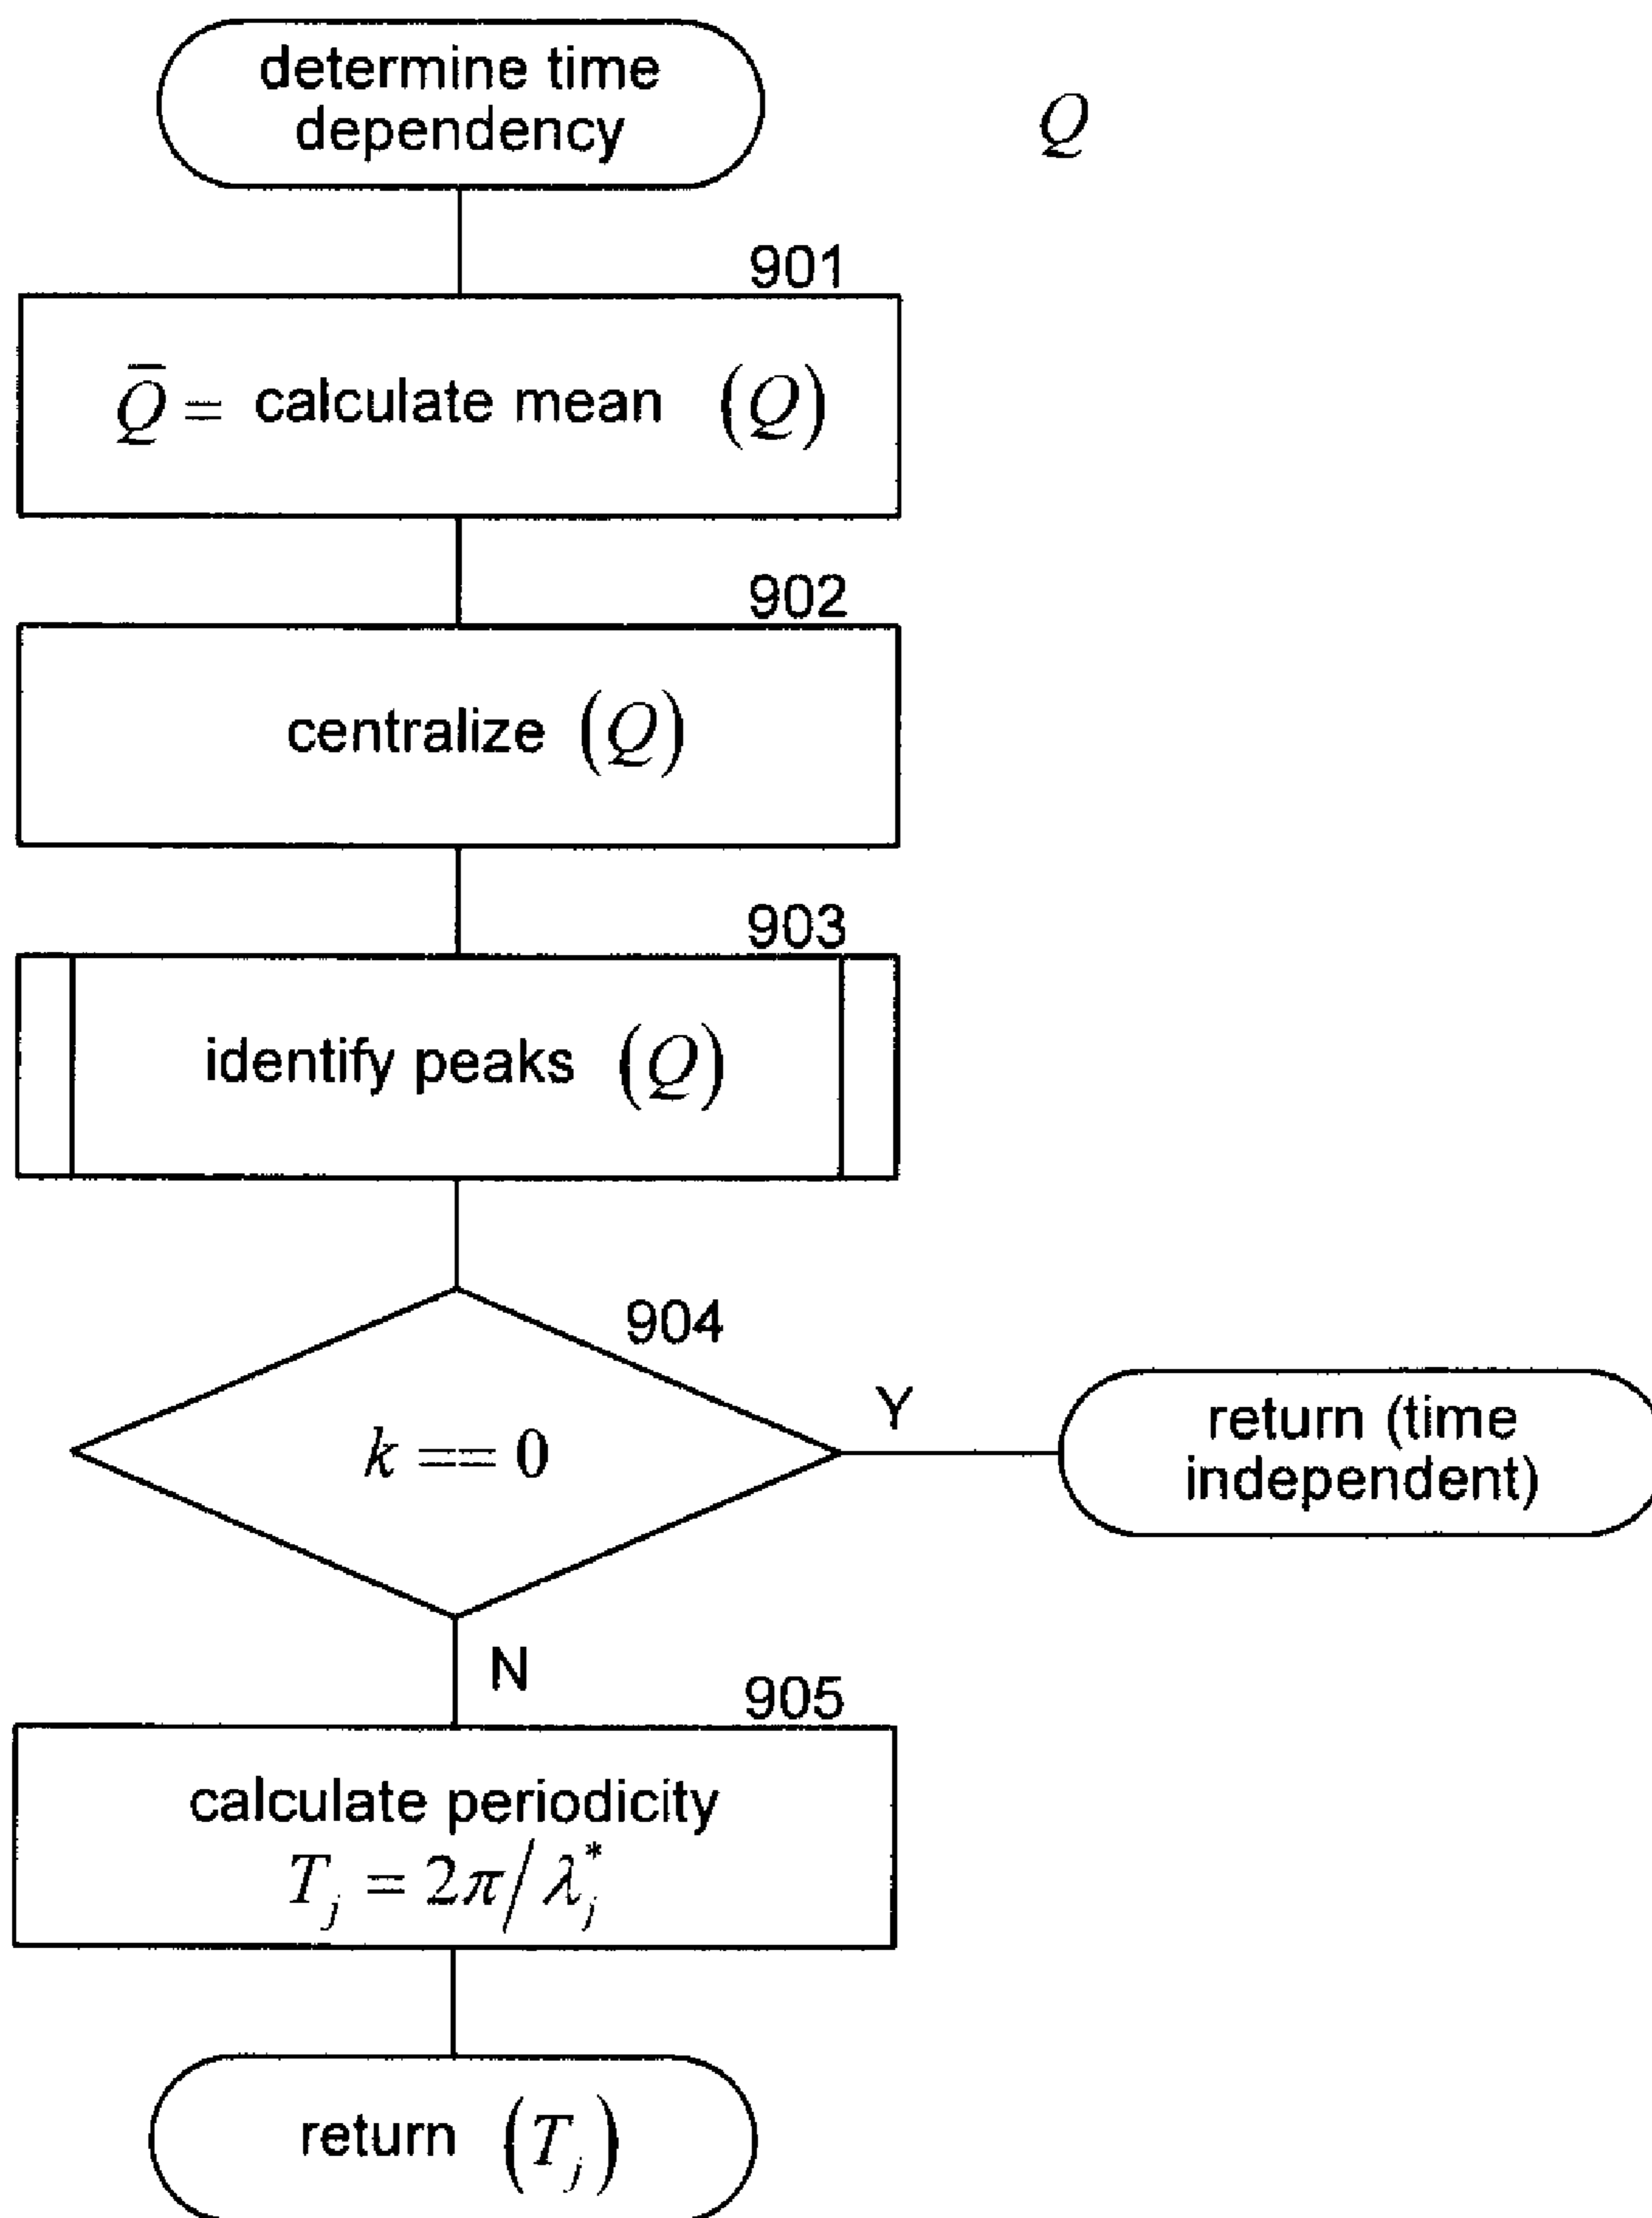 determine time
dependency
Q
901
Q̄ = calculate mean (Q)
902
centralize (Q)
903
identify peaks (Q)
904
k == 0
Y
return (time
independent)
N
905
calculate periodicity
T_j = 2π/λ_j^*
return (T_j)